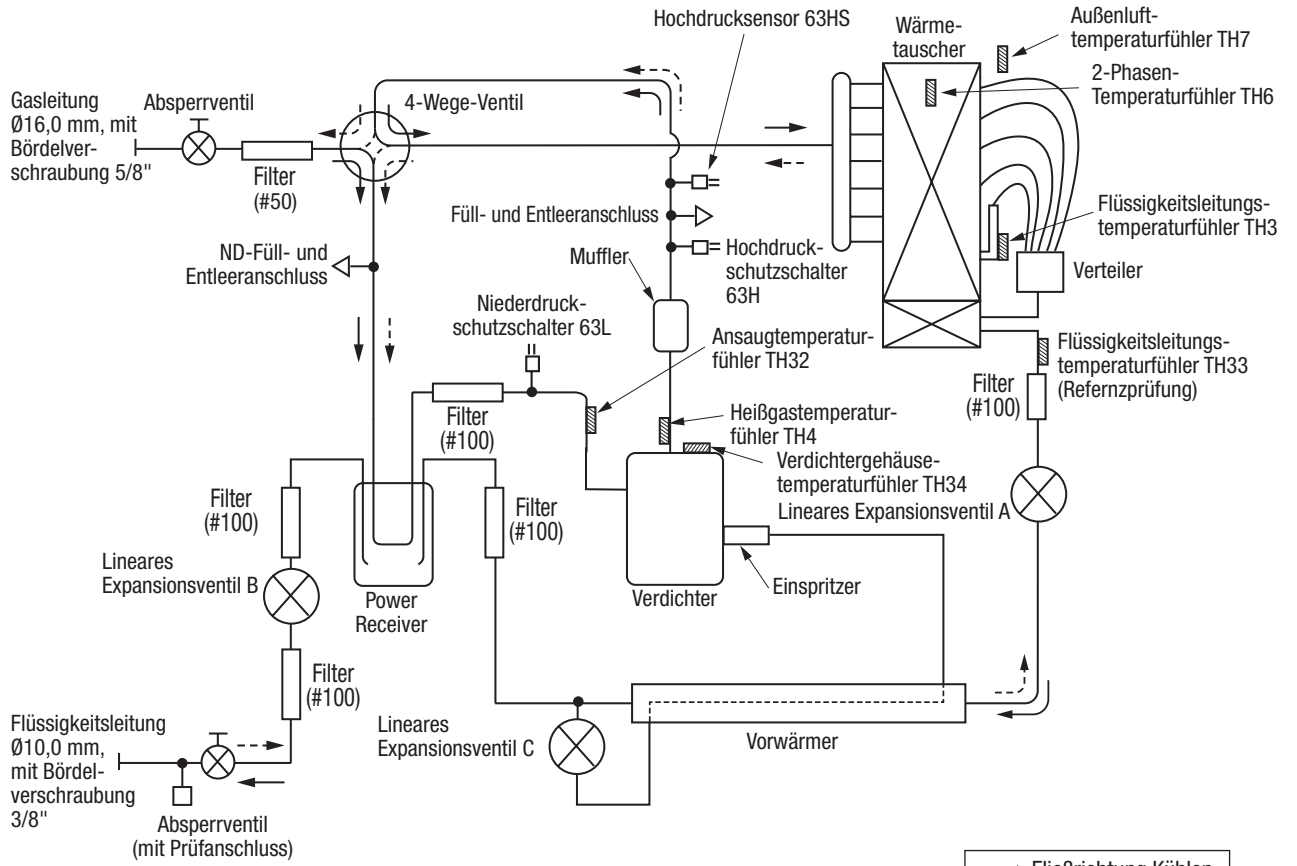 Hochdrucksensor 63HS
Wärme-
tauscher
Außenluft-
temperaturfühler TH7
2-Phasen-
Temperaturfühler TH6
Gasleitung
Ø16,0 mm, mit
Bördelver-
schraubung 5/8"
Absperrventil
4-Wege-Ventil
Filter
(#50)
Füll- und Entleeranschluss
Flüssigkeitsleitungs-
temperaturfühler TH3
ND-Füll- und
Entleeranschluss
Muffler
Hochdruck-
schutzschalter
63H
Verteiler
Niederdruck-
schutzschalter 63L
Ansaugtemperatur-
fühler TH32
Flüssigkeitsleitungs-
temperaturfühler TH33
(Refernzprüfung)
Filter
(#100)
Filter
(#100)
Heißgastemperatur-
fühler TH4
Verdichtergehäuse-
temperaturfühler TH34
Lineares Expansionsventil A
Filter
(#100)
Filter
(#100)
Lineares
Expansionsventil B
Power
Receiver
Verdichter
Einspritzer
Filter
(#100)
Flüssigkeitsleitung
Ø10,0 mm,
mit Bördel-
verschraubung
3/8"
Lineares
Expansionsventil C
Vorwärmer
Absperrventil
(mit Prüfanschluss)
Fließrichtung Kühlen